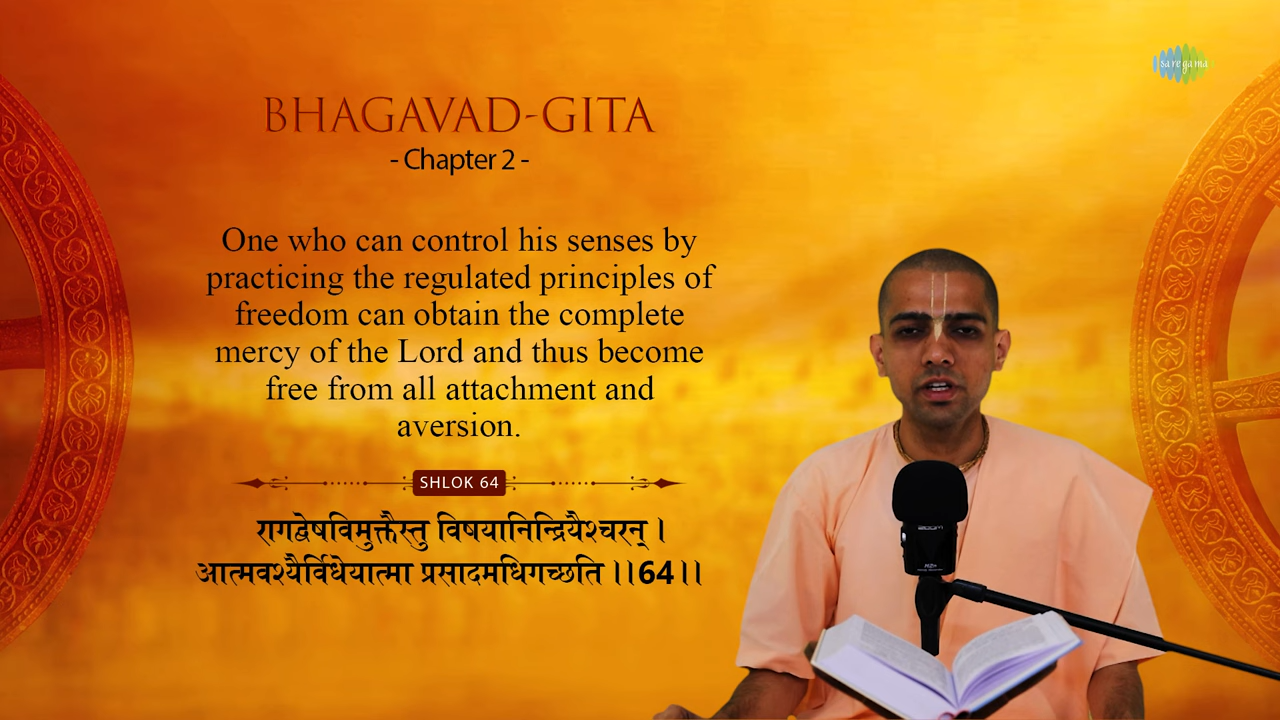 saregama
BHAGAVAD-GITA
- Chapter 2 -
One who can control his senses by
practicing the regulated principles of
freedom can obtain the complete
mercy of the Lord and thus become
free from all attachment and
aversion.
SHLOK 64
रागद्वेषविमुक्तैस्तु विषयानिन्द्रियैश्चरन् ।
आत्मवश्यैर्विधेयात्मा प्रसादमधिगच्छति ।।64।।
zoom